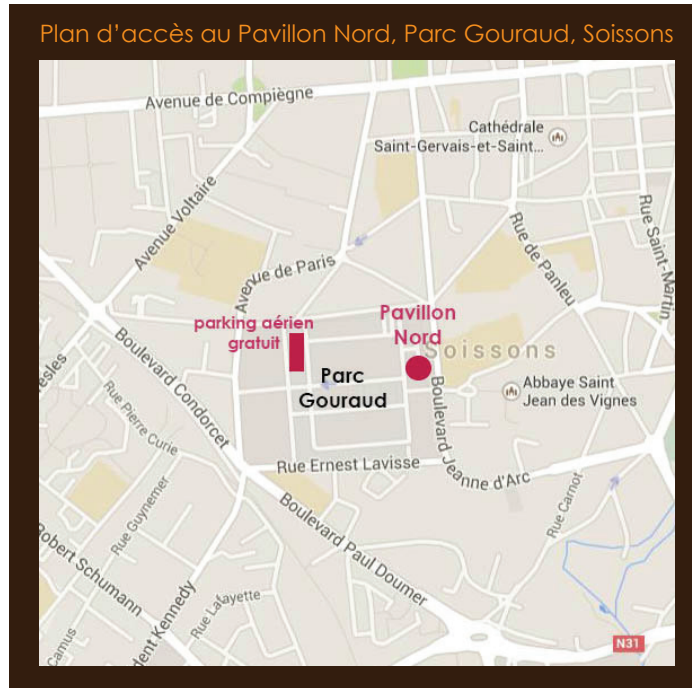 Plan d'accès au Pavillon Nord, Parc Gouraud, Soissons
Avenue de Compiègne
Cathédrale
Saint-Gervais-et-Saint...
Avenue Voltaire
Rue de Panleu
Rue Saint-Martin
Avenue de Paris
parking aérien
gratuit
Pavillon
Nord
Soissons
Parc
Gouraud
Boulevard Condorcet
esles
Rue Pierre Curie
Abbaye Saint
Jean des Vignes
Boulevard Jeanne d'Arc
Rue Ernest Lavisse
Rue Guynemer
Boulevard Paul Doumer
Rue Carnot
Robert Schumann
Rue Lafayette
dent Kennedy
Camus
N31